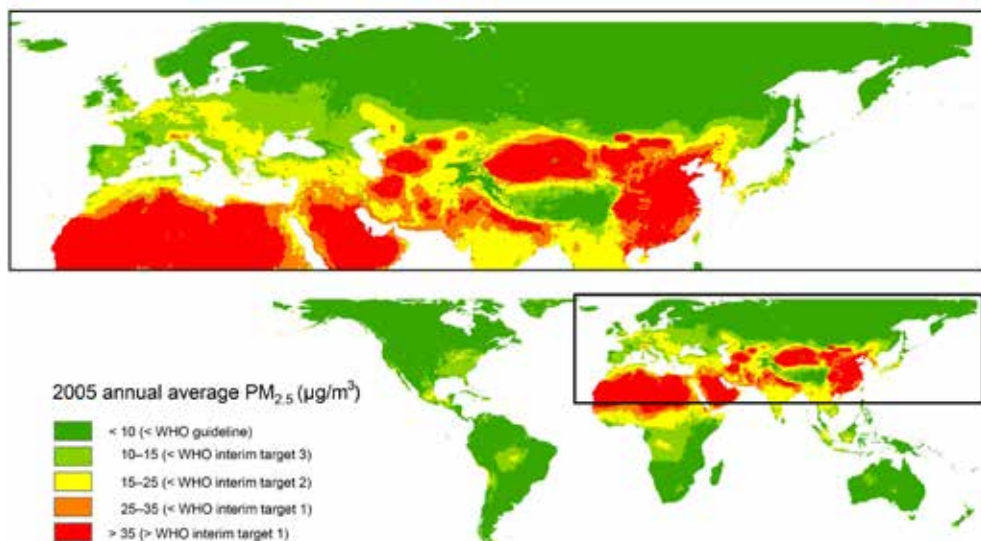 2005 annual average PM2.5 (µg/m³)
< 10 (< WHO guideline)
10–15 (< WHO interim target 3)
15–25 (< WHO interim target 2)
25–35 (< WHO interim target 1)
> 35 (> WHO interim target 1)